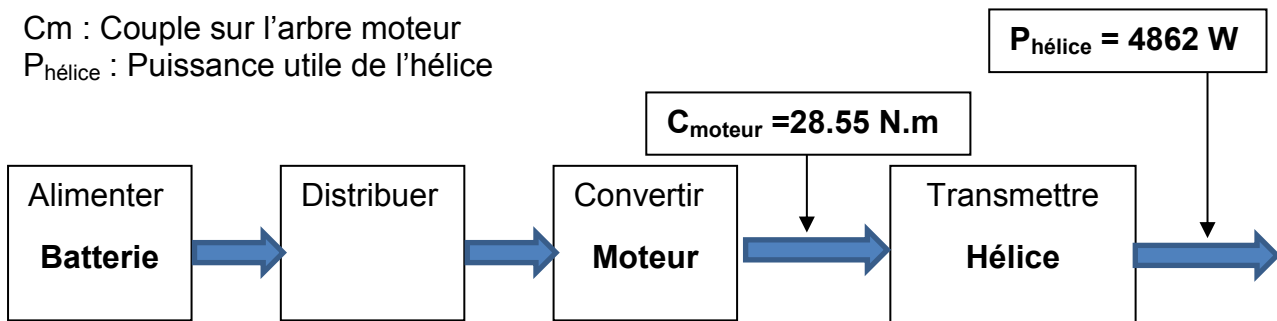 Cm : Couple sur l’arbre moteur
Phélice : Puissance utile de l’hélice
Phélice = 4862 W
Cmoteur =28.55 N.m
Alimenter
Batterie
Distribuer
Convertir
Moteur
Transmettre
Hélice